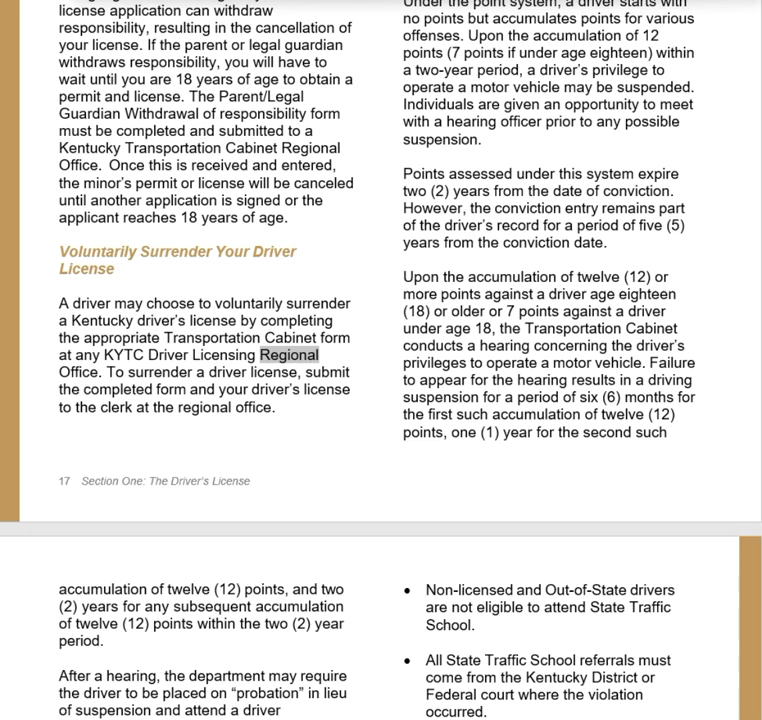 license application can withdraw
responsibility, resulting in the cancellation of
your license. If the parent or legal guardian
withdraws responsibility, you will have to
wait until you are 18 years of age to obtain a
permit and license. The Parent/Legal
Guardian Withdrawal of responsibility form
must be completed and submitted to a
Kentucky Transportation Cabinet Regional
Office.  Once this is received and entered,
the minor's permit or license will be canceled
until another application is signed or the
applicant reaches 18 years of age.
Voluntarily Surrender Your Driver
License
A driver may choose to voluntarily surrender
a Kentucky driver's license by completing
the appropriate Transportation Cabinet form
at any KYTC Driver Licensing Regional
Office. To surrender a driver license, submit
the completed form and your driver's license
to the clerk at the regional office.
Under the point system, a driver starts with
no points but accumulates points for various
offenses. Upon the accumulation of 12
points (7 points if under age eighteen) within
a two-year period, a driver's privilege to
operate a motor vehicle may be suspended.
Individuals are given an opportunity to meet
with a hearing officer prior to any possible
suspension.
Points assessed under this system expire
two (2) years from the date of conviction.
However, the conviction entry remains part
of the driver's record for a period of five (5)
years from the conviction date.
Upon the accumulation of twelve (12) or
more points against a driver age eighteen
(18) or older or 7 points against a driver
under age 18, the Transportation Cabinet
conducts a hearing concerning the driver's
privileges to operate a motor vehicle. Failure
to appear for the hearing results in a driving
suspension for a period of six (6) months for
the first such accumulation of twelve (12)
points, one (1) year for the second such
17 Section One: The Driver's License
accumulation of twelve (12) points, and two
(2) years for any subsequent accumulation
of twelve (12) points within the two (2) year
period.
After a hearing, the department may require
the driver to be placed on "probation" in lieu
of suspension and attend a driver
• Non-licensed and Out-of-State drivers
are not eligible to attend State Traffic
School.
• All State Traffic School referrals must
come from the Kentucky District or
Federal court where the violation
occurred.